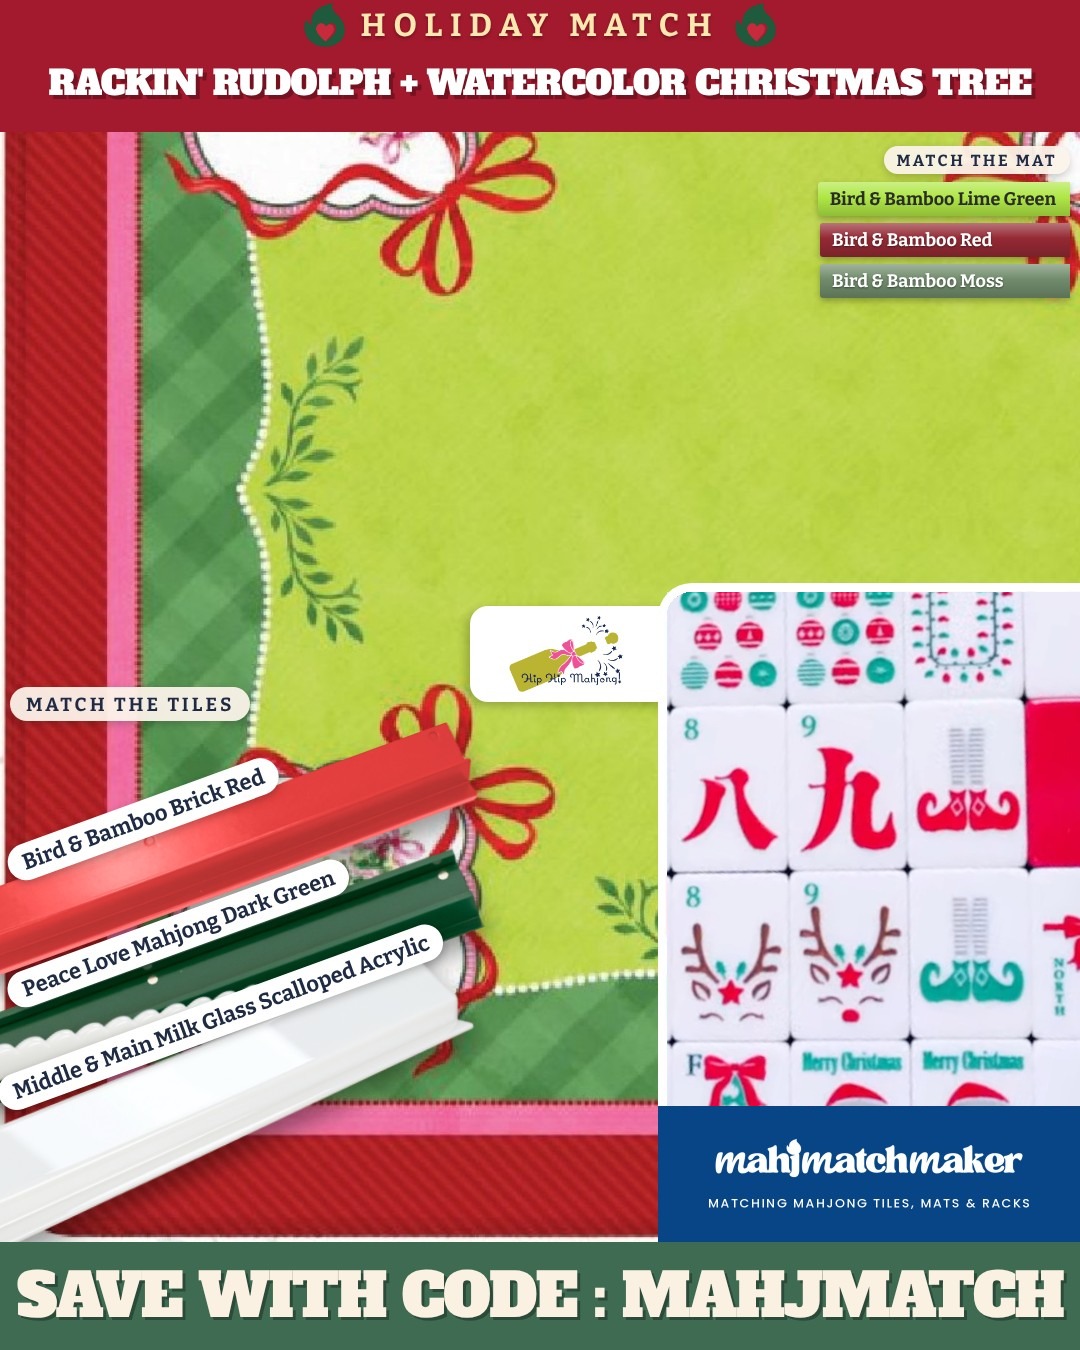 HOLIDAY MATCH
RACKIN' RUDOLPH + WATERCOLOR CHRISTMAS TREE
MATCH THE MAT
Bird & Bamboo Lime Green
Bird & Bamboo Red
Bird & Bamboo Moss
Hip Hip Mahjong!
MATCH THE TILES
Bird & Bamboo Brick Red
Peace Love Mahjong Dark Green
Middle & Main Milk Glass Scalloped Acrylic
8 9
八 九
8 9
NORTH
F Merry Christmas Merry Christmas
mahjmatchmaker
MATCHING MAHJONG TILES, MATS & RACKS
SAVE WITH CODE : MAHJMATCH